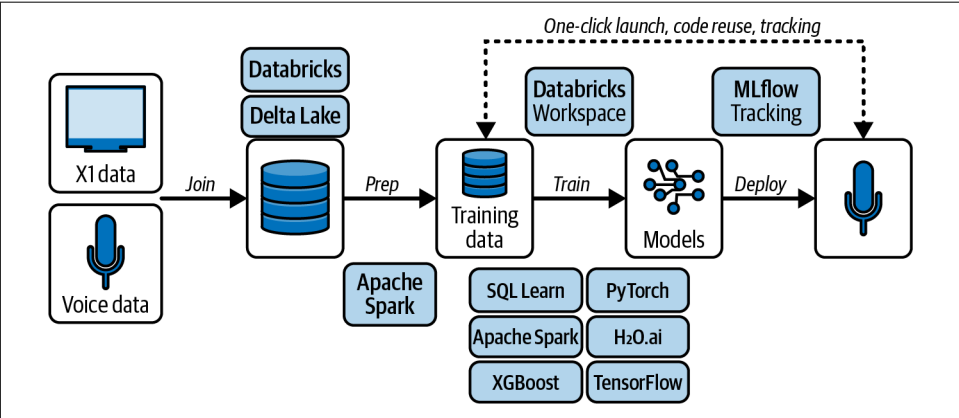 One-click launch, code reuse, tracking
Databricks
Delta Lake
Databricks
Workspace
MLflow
Tracking
X1 data
Join
Prep
Training
data
Train
Models
Deploy
Voice data
Apache
Spark
SQL Learn
PyTorch
Apache Spark
H2O.ai
XGBoost
TensorFlow